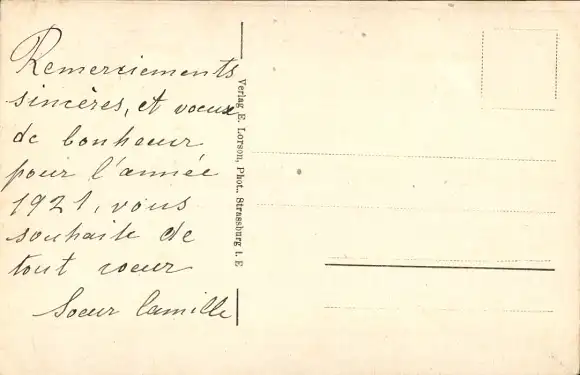 Remerciements
sincères, et voeux
de bonheur
pour l'année
1921, vous
souhaite de
tout coeur
Soeur Camille
Verlag E. Lorson, Phot., Strassburg i. E